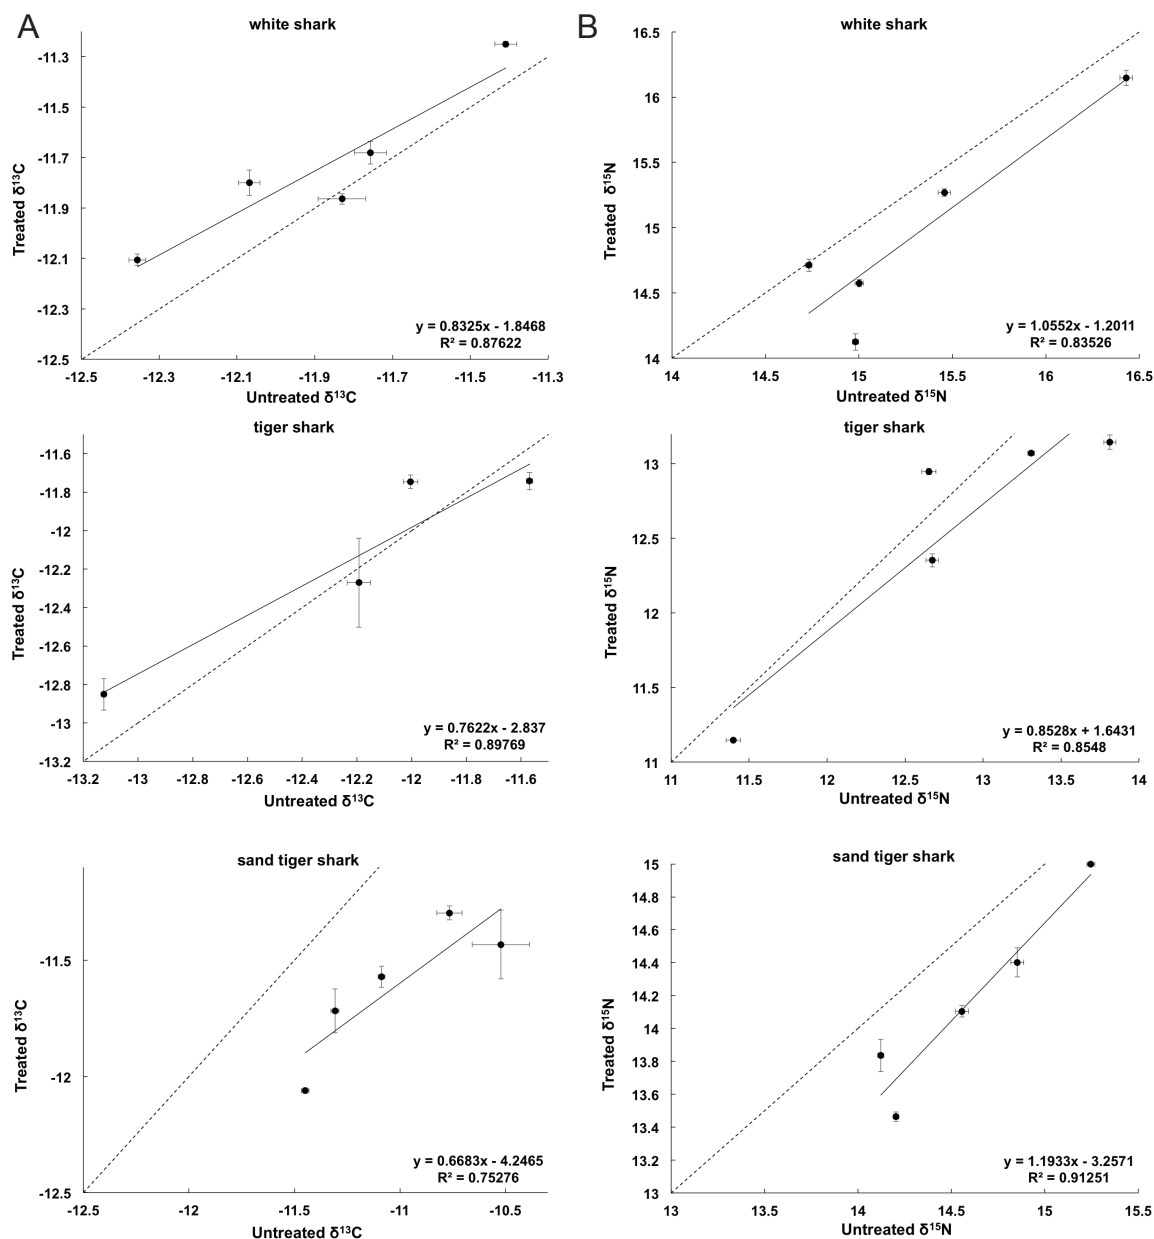 A
white shark
-11.3
-11.5
-11.7
-11.9
-12.1
-12.3
-12.5
Treated δ¹³C
y = 0.8325x - 1.8468
R² = 0.87622
-12.5 -12.3 -12.1 -11.9 -11.7 -11.5 -11.3
Untreated δ¹³C
B
white shark
16.5
16
15.5
15
14.5
14
Treated δ¹⁵N
y = 1.0552x - 1.2011
R² = 0.83526
14 14.5 15 15.6 16 16.5
Untreated δ¹⁵N
tiger shark
-11.6
-11.8
-12
-12.2
-12.4
-12.6
-12.8
-13
-13.2
Treated δ¹³C
y = 0.7622x - 2.837
R² = 0.89769
-13.2 -13 -12.8 -12.6 -12.4 -12.2 -12 -11.8 -11.6
Untreated δ¹³C
tiger shark
13
12.5
12
11.5
11
Treated δ¹⁵N
y = 0.8528x + 1.6431
R² = 0.8548
11 11.5 12 12.5 13 13.5 14
Untreated δ¹⁵N
sand tiger shark
-11.5
-12
-12.5
Treated δ¹³C
y = 0.6683x - 4.2465
R² = 0.75276
-12.5 -12 -11.5 -11 -10.5
Untreated δ¹³C
sand tiger shark
15
14.8
14.6
14.4
14.2
14
13.8
13.6
13.4
13.2
13
Treated δ¹⁵N
y = 1.1933x - 3.2571
R² = 0.91251
13 13.5 14 14.5 15 15.5
Untreated δ¹⁵N